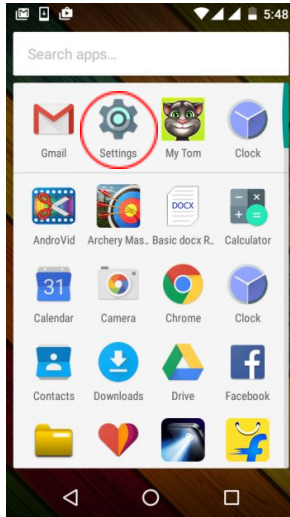 5:48
Search apps...
Gmail Settings My Tom Clock
AndroVid Archery Mas.. Basic docx R.. Calculator
DOCX
31
Calendar Camera Chrome Clock
Contacts Downloads Drive Facebook